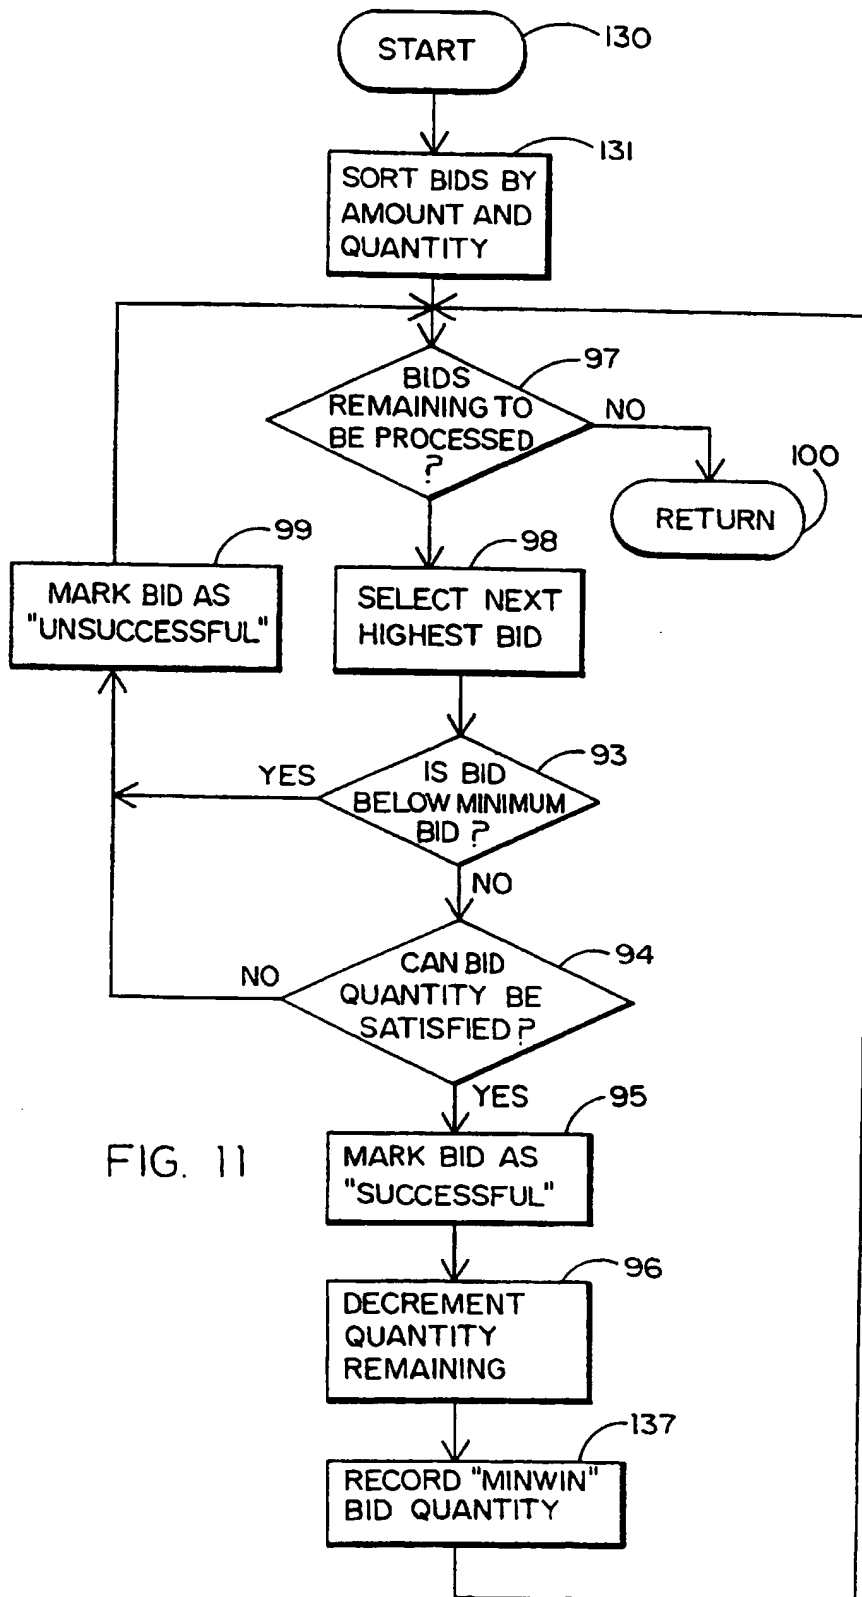 START
130
131
SORT BIDS BY
AMOUNT AND
QUANTITY
97
BIDS
REMAINING TO
BE PROCESSED
?
NO
100
RETURN
99
MARK BID AS
"UNSUCCESSFUL"
98
SELECT NEXT
HIGHEST BID
93
YES
IS BID
BELOW MINIMUM
BID ?
NO
94
NO
CAN BID
QUANTITY BE
SATISFIED ?
YES
95
FIG. 11
MARK BID AS
"SUCCESSFUL"
96
DECREMENT
QUANTITY
REMAINING
137
RECORD "MINWIN"
BID QUANTITY